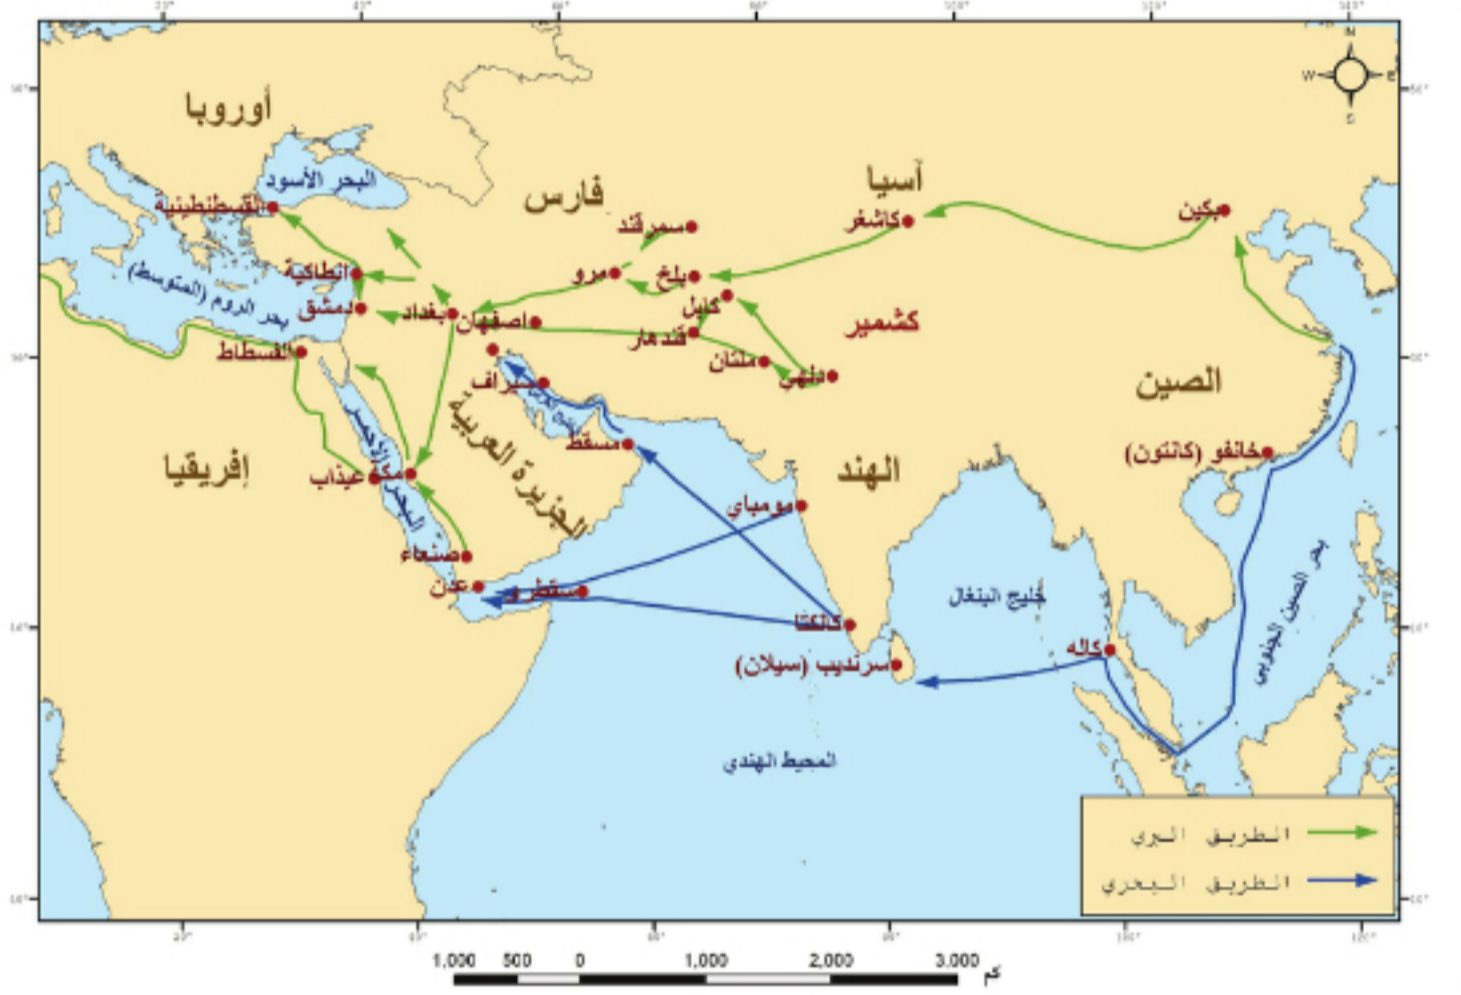 N
W
E
S
أوروبا
البحر الأسود
القسطنطينية
فارس
آسيا
بكين
كاشغر
سمرقند
انطاكية
مرو
بلخ
بحر الروم (المتوسط)
دمشق
بغداد
اصفهان
كابل
كشمير
قندهار
الفسطاط
ملتان
دلهي
سيراف
الصين
البحر الاحمر
الجزيرة العربية
مسقط
خانفو (كانتون)
إفريقيا
عيذاب
مكة
الهند
مومباي
صنعاء
عدن
سقطرى
خليج البنغال
بحر الصين الجنوبي
كالكتا
كاله
سرنديب (سيلان)
المحيط الهندي
الطريق البري
الطريق البحري
1,000 500 0 1,000 2,000 3,000 كم